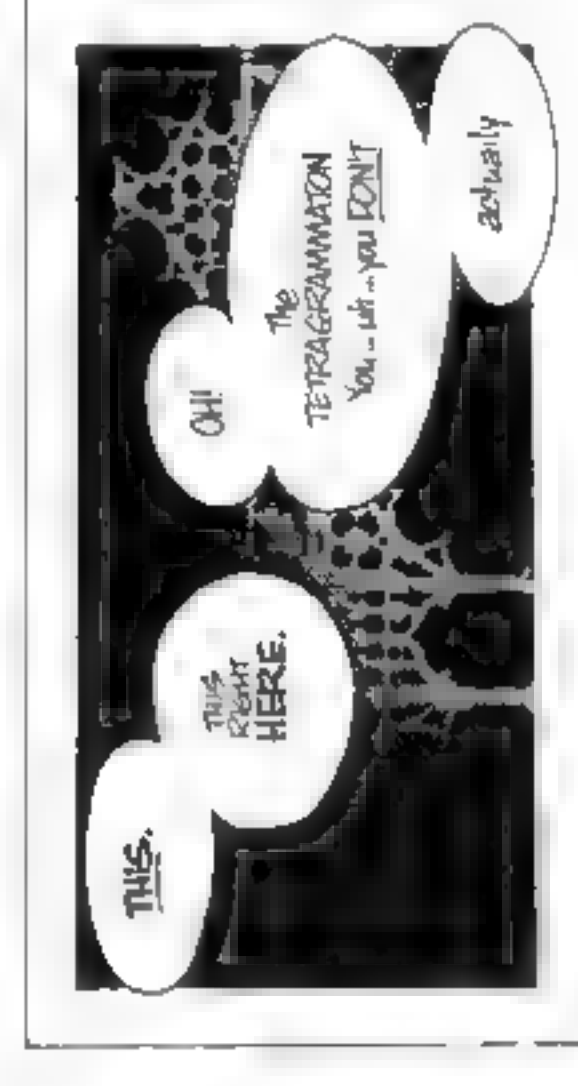 THIS.
THIS
RIGHT
HERE.
OH!
The
TETRAGRAMMATON
You - uh - you DON'T
actually